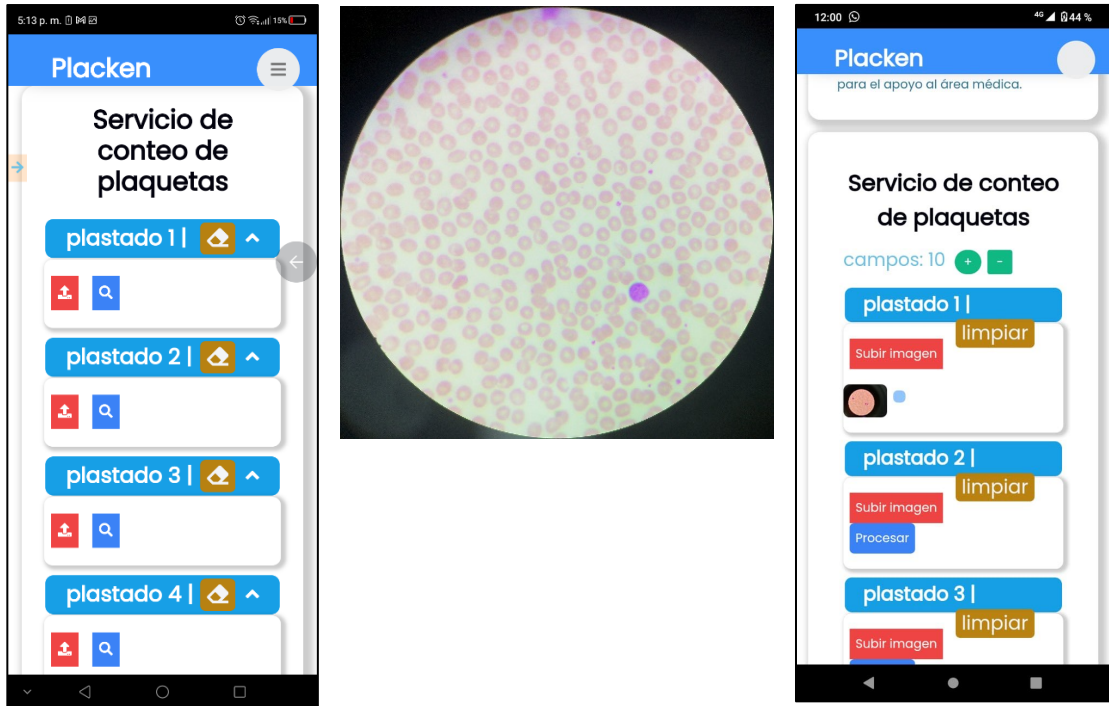 5:13 p. m.
15%
Placken
Servicio de
conteo de
plaquetas
plastado 1 |
plastado 2 |
plastado 3 |
plastado 4 |
12:00
4G 44 %
Placken
para el apoyo al área médica.
Servicio de conteo
de plaquetas
campos: 10 + -
plastado 1 |
limpiar
Subir imagen
plastado 2 |
limpiar
Subir imagen
Procesar
plastado 3 |
limpiar
Subir imagen